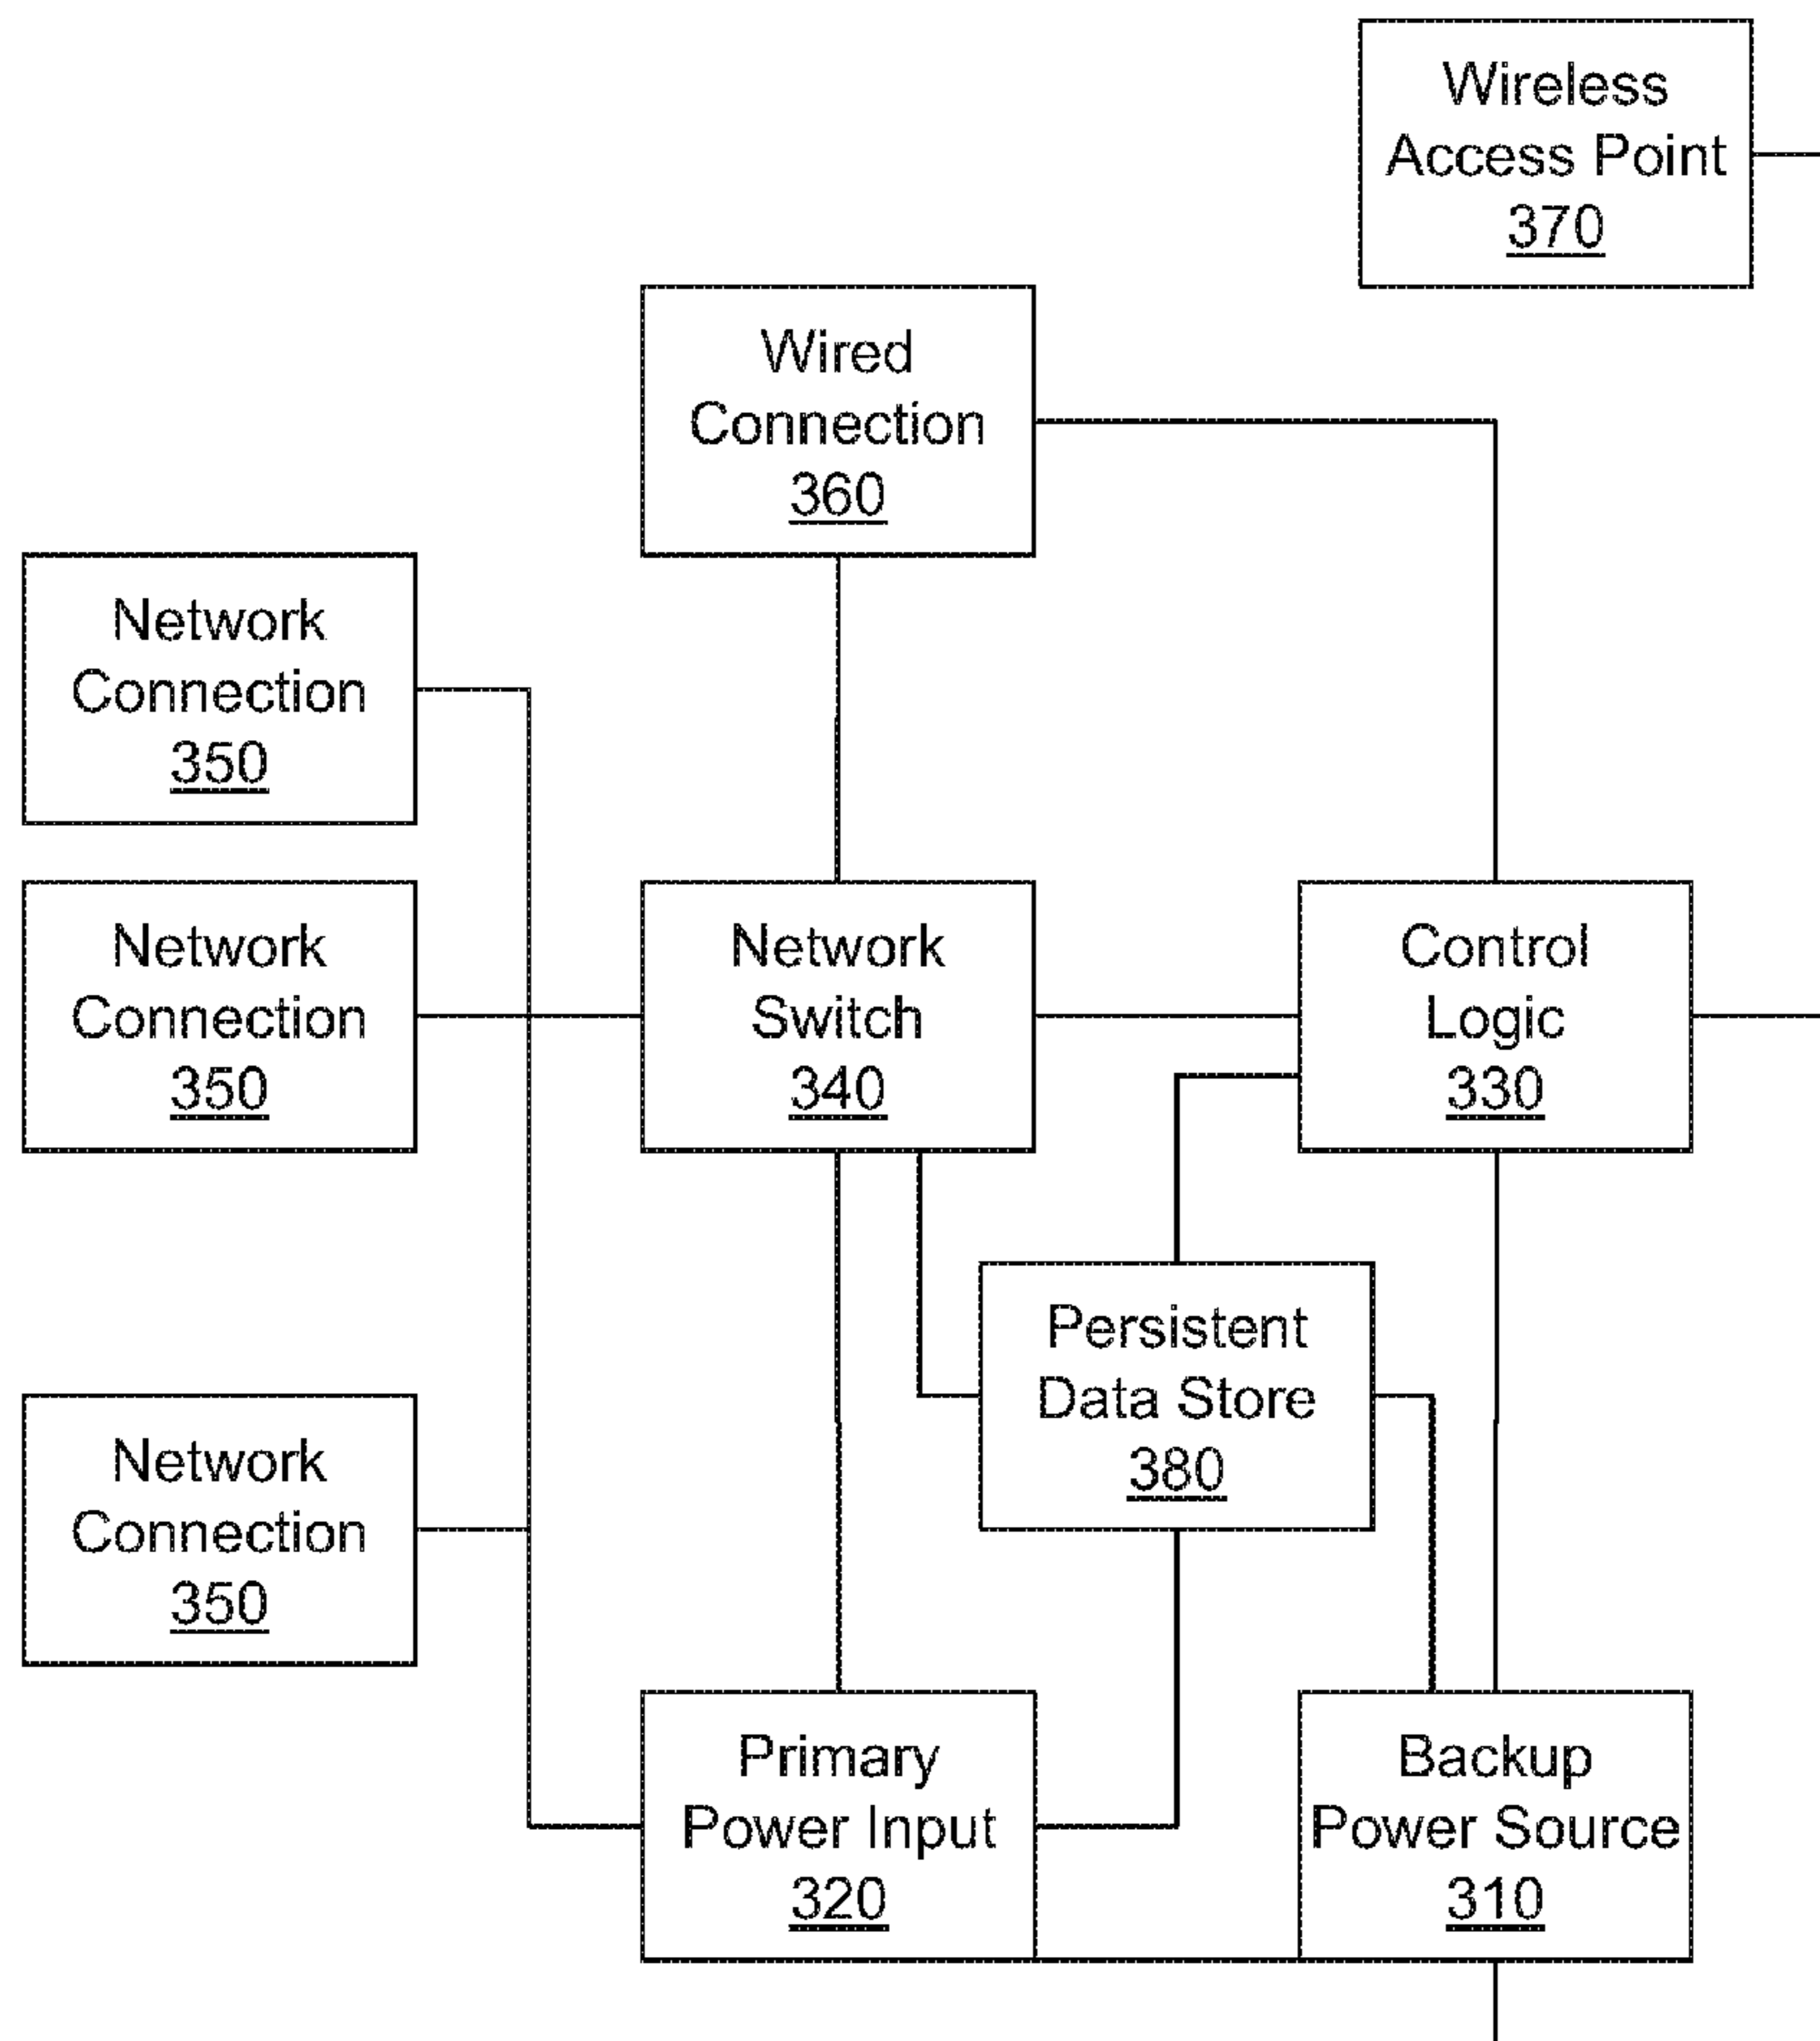 Wireless
Access Point
370
Wired
Connection
360
Network
Connection
350
Network
Connection
350
Network
Switch
340
Control
Logic
330
Persistent
Data Store
380
Network
Connection
350
Primary
Power Input
320
Backup
Power Source
310